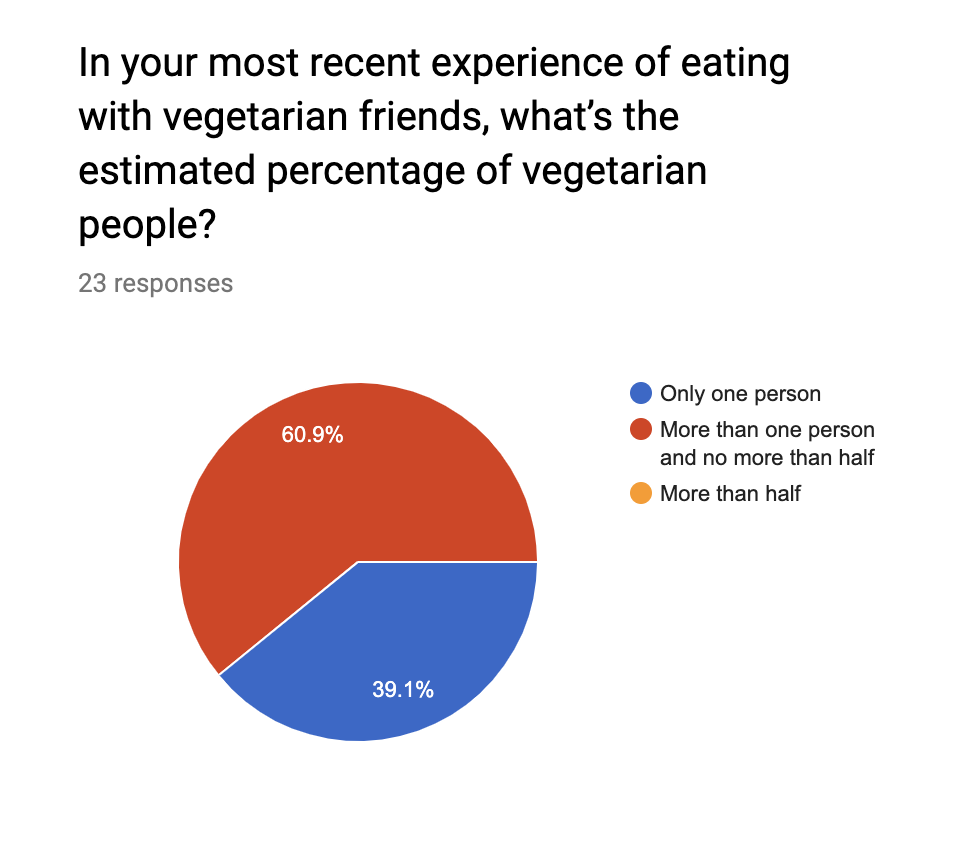 In your most recent experience of eating
with vegetarian friends, what’s the
estimated percentage of vegetarian
people?
23 responses
60.9%
39.1%
Only one person
More than one person
and no more than half
More than half